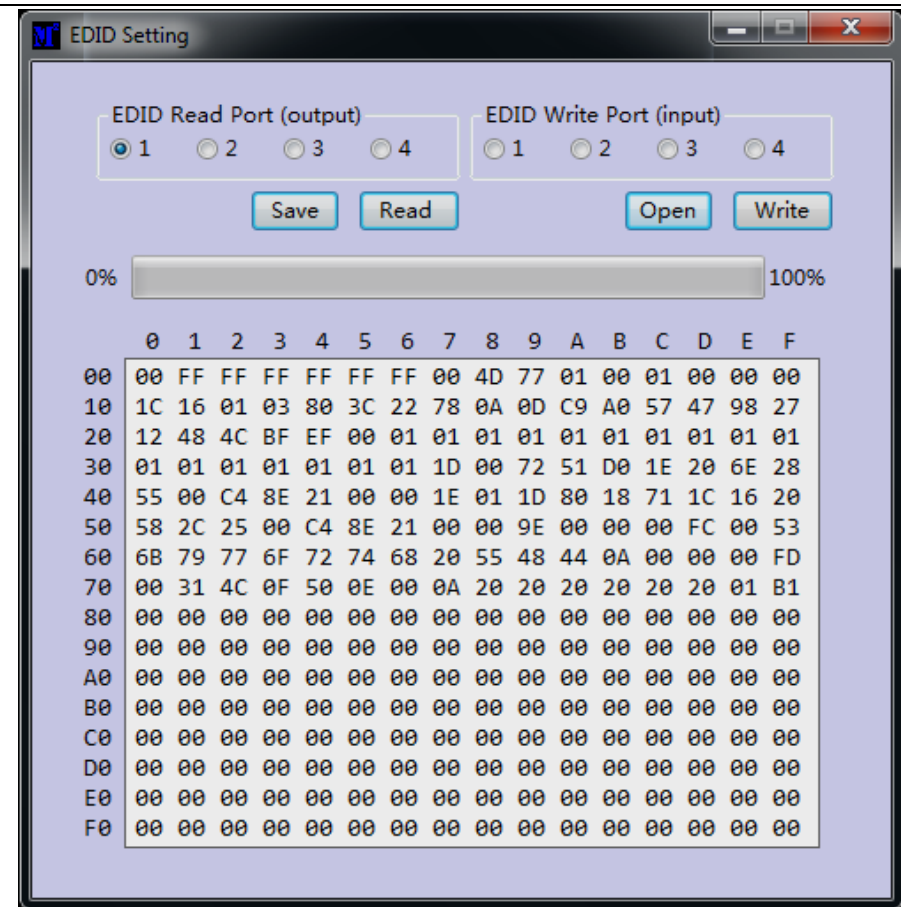 EDID Setting
EDID Read Port (output) EDID Write Port (input)
1 2 3 4 1 2 3 4
Save Read Open Write
0% 100%
0 1 2 3 4 5 6 7 8 9 A B C D E F
00 00 FF FF FF FF FF FF 00 4D 77 01 00 01 00 00 00
10 1C 16 01 03 80 3C 22 78 0A 0D C9 A0 57 47 98 27
20 12 48 4C BF EF 00 01 01 01 01 01 01 01 01 01 01
30 01 01 01 01 01 01 01 1D 00 72 51 D0 1E 20 6E 28
40 55 00 C4 8E 21 00 00 1E 01 1D 80 18 71 1C 16 20
50 58 2C 25 00 C4 8E 21 00 00 9E 00 00 00 FC 00 53
60 6B 79 77 6F 72 74 68 20 55 48 44 0A 00 00 00 FD
70 00 31 4C 0F 50 0E 00 0A 20 20 20 20 20 20 01 B1
80 00 00 00 00 00 00 00 00 00 00 00 00 00 00 00 00
90 00 00 00 00 00 00 00 00 00 00 00 00 00 00 00 00
A0 00 00 00 00 00 00 00 00 00 00 00 00 00 00 00 00
B0 00 00 00 00 00 00 00 00 00 00 00 00 00 00 00 00
C0 00 00 00 00 00 00 00 00 00 00 00 00 00 00 00 00
D0 00 00 00 00 00 00 00 00 00 00 00 00 00 00 00 00
E0 00 00 00 00 00 00 00 00 00 00 00 00 00 00 00 00
F0 00 00 00 00 00 00 00 00 00 00 00 00 00 00 00 00